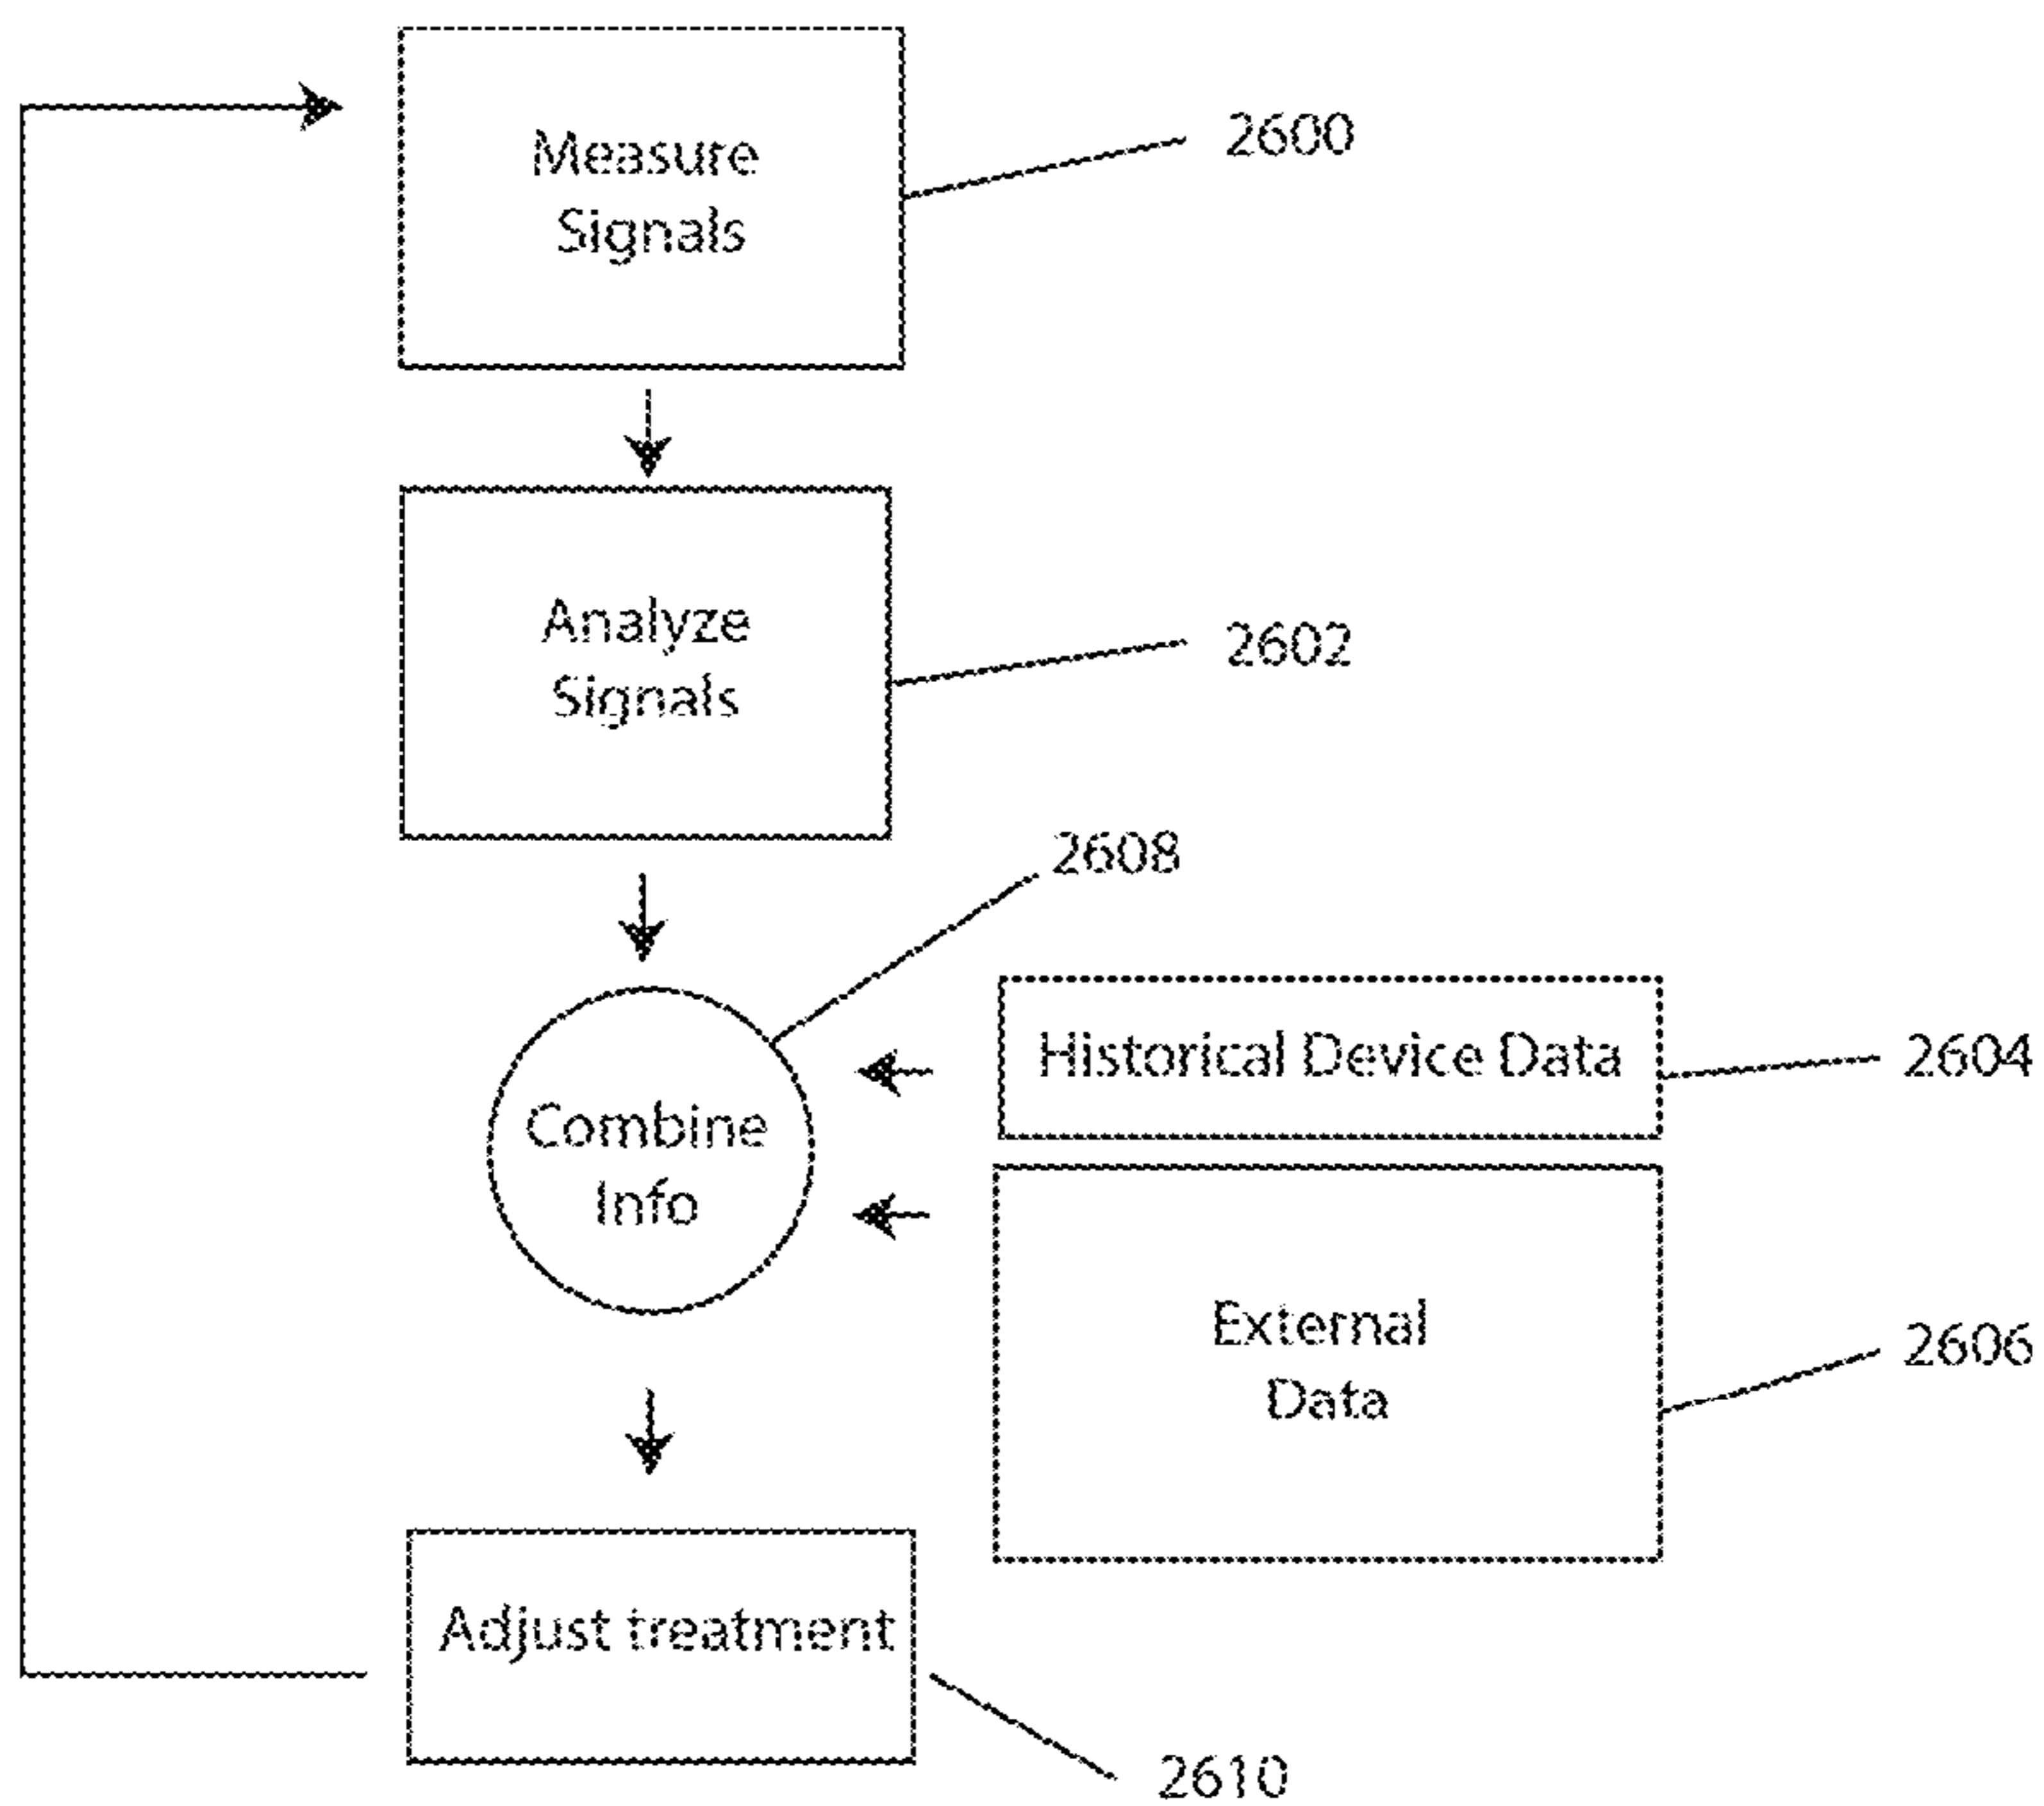 Measure
Signals
2600
Analyze
Signals
2602
2608
Combine
Info
Historical Device Data
2604
External
Data
2606
Adjust treatment
2610